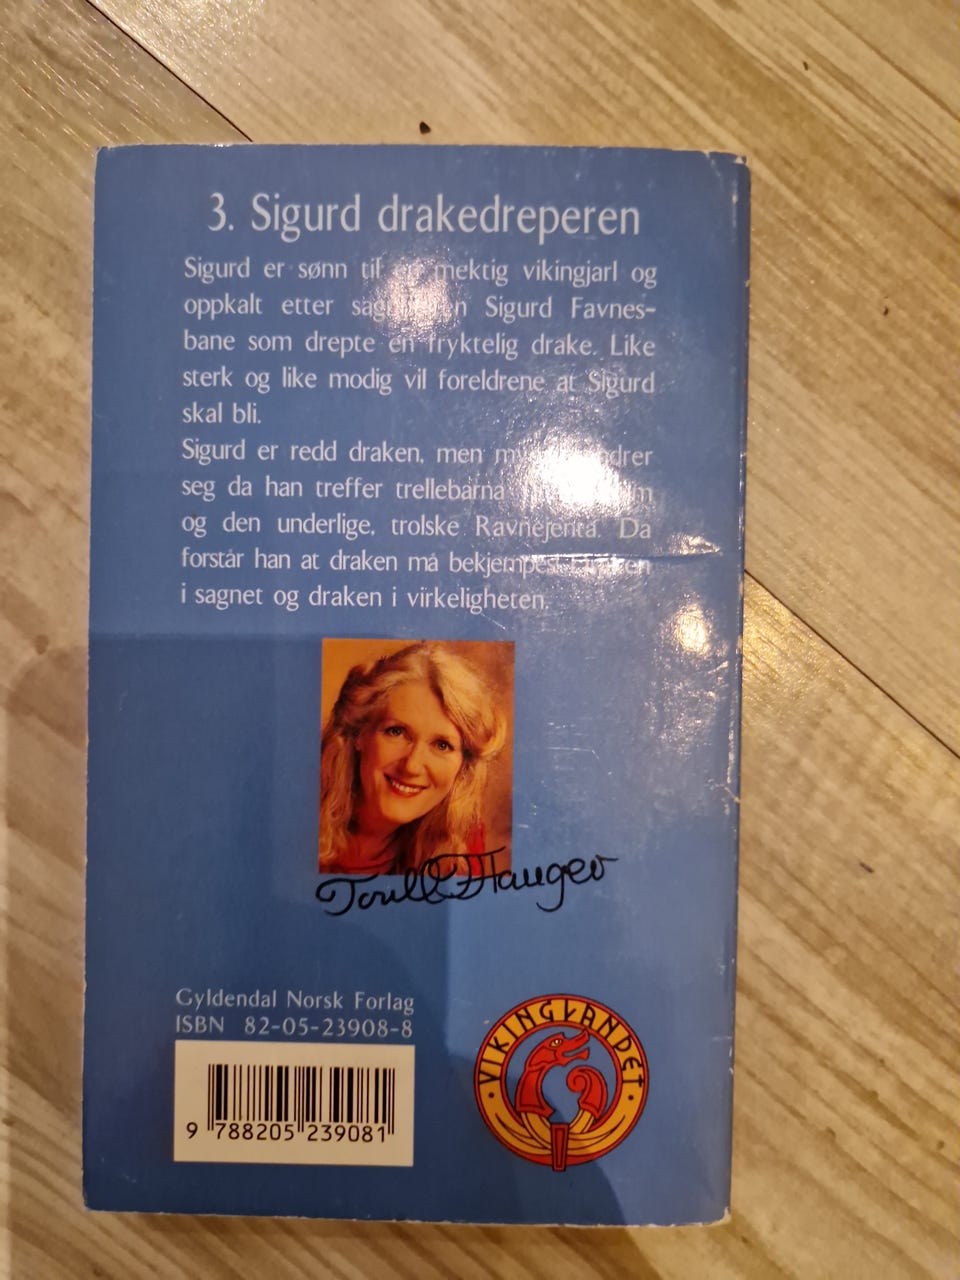 3. Sigurd drakedreperen
Sigurd er sønn til en mektig vikingjarl og
oppkalt etter Sigurd Favnes-
bane som drepte en fryktelig drake. Like
sterk og like modig vil foreldrene at Sigurd
skal bli.
Sigurd er redd draken, men
seg da han treffer trellebarna
og den underlige, trolske Ravnejenta. Da
forstår han at draken må bekjempes
i sagnet og draken i virkeligheten.
Torill T Hauger
Gyldendal Norsk Forlag
ISBN 82-05-23908-8
9 788205 239081
VIKINGLANDET